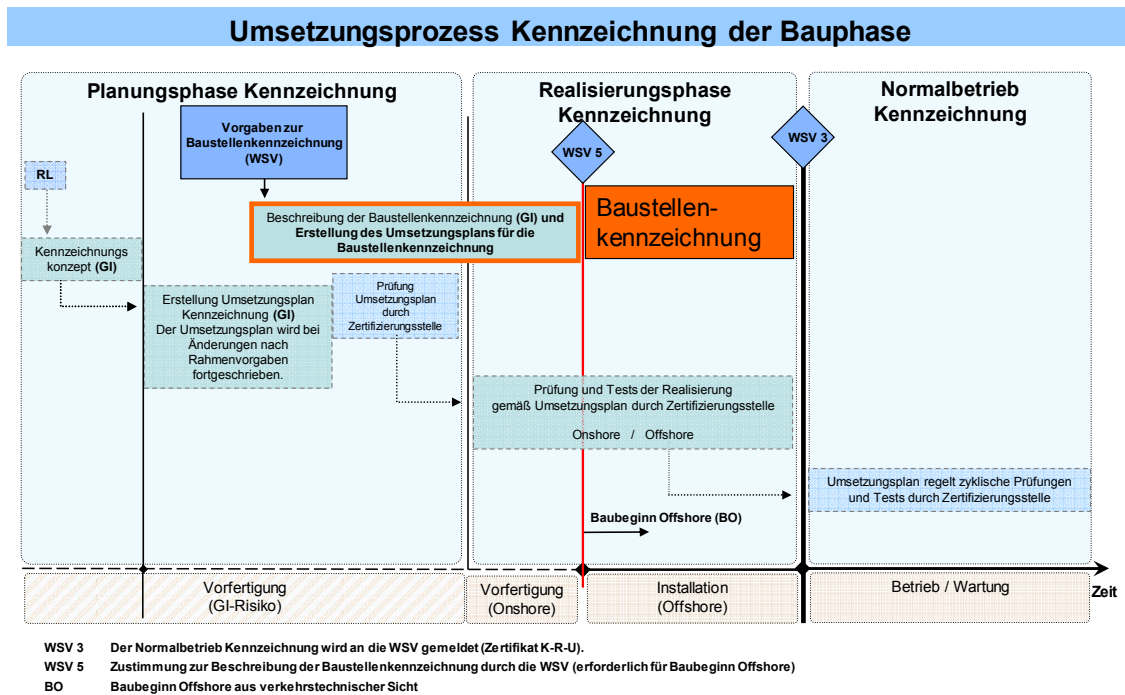 Umsetzungsprozess Kennzeichnung der Bauphase
Planungsphase Kennzeichnung
Realisierungsphase
Kennzeichnung
Normalbetrieb
Kennzeichnung
Vorgaben zur
Baustellenkennzeichnung
(WSV)
WSV 5
WSV 3
RL
Beschreibung der Baustellenkennzeichnung (GI) und
Erstellung des Umsetzungsplans für die
Baustellenkennzeichnung
Baustellen-
kennzeichnung
Kennzeichnungs
konzept (GI)
Erstellung Umsetzungsplan
Kennzeichnung (GI)
Der Umsetzungsplan wird bei
Änderungen nach
Rahmenvorgaben
fortgeschrieben.
Prüfung
Umsetzungsplan
durch
Zertifizierungsstelle
Prüfung und Tests der Realisierung
gemäß Umsetzungsplan durch Zertifizierungsstelle
Onshore / Offshore
Umsetzungsplan regelt zyklische Prüfungen
und Tests durch Zertifizierungsstelle
Baubeginn Offshore (BO)
Vorfertigung
(GI-Risiko)
Vorfertigung
(Onshore)
Installation
(Offshore)
Betrieb / Wartung
Zeit
WSV 3 Der Normalbetrieb Kennzeichnung wird an die WSV gemeldet (Zertifikat K-R-U).
WSV 5 Zustimmung zur Beschreibung der Baustellenkennzeichnung durch die WSV (erforderlich für Baubeginn Offshore)
BO Baubeginn Offshore aus verkehrstechnischer Sicht